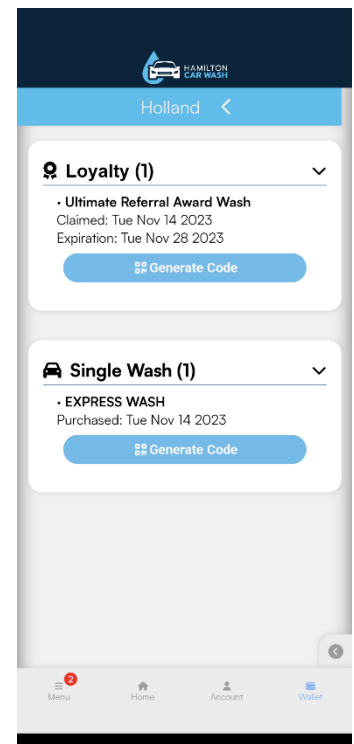 HAMILTON
CAR WASH
Holland
Loyalty (1)
· Ultimate Referral Award Wash
Claimed: Tue Nov 14 2023
Expiration: Tue Nov 28 2023
Generate Code
Single Wash (1)
· EXPRESS WASH
Purchased: Tue Nov 14 2023
Generate Code
2
Menu
Home
Account
Wallet